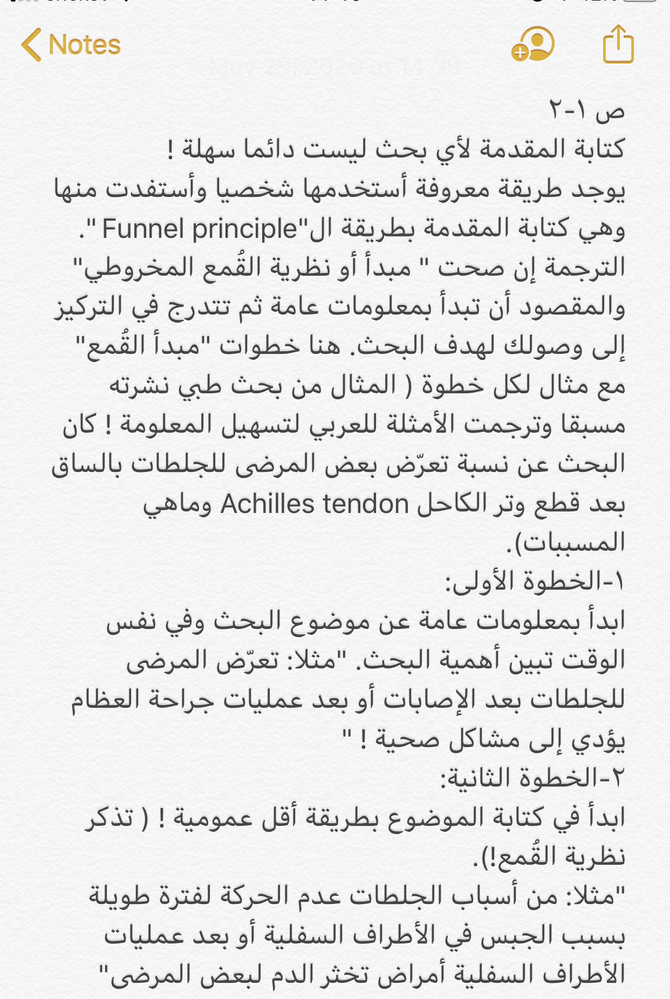 Notes
ص ١-٢
كتابة المقدمة لأي بحث ليست دائما سهلة !
يوجد طريقة معروفة أستخدمها شخصيا وأستفدت منها
وهي كتابة المقدمة بطريقة ال"Funnel principle ".
الترجمة إن صحت " مبدأ أو نظرية القُمع المخروطي"
والمقصود أن تبدأ بمعلومات عامة ثم تتدرج في التركيز
إلى وصولك لهدف البحث. هنا خطوات "مبدأ القُمع"
مع مثال لكل خطوة ( المثال من بحث طبي نشرته
مسبقا وترجمت الأمثلة للعربي لتسهيل المعلومة ! كان
البحث عن نسبة تعرّض بعض المرضى للجلطات بالساق
بعد قطع وتر الكاحل Achilles tendon وماهي
المسببات).
١-الخطوة الأولى:
ابدأ بمعلومات عامة عن موضوع البحث وفي نفس
الوقت تبين أهمية البحث. "مثلا: تعرّض المرضى
للجلطات بعد الإصابات أو بعد عمليات جراحة العظام
يؤدي إلى مشاكل صحية ! "
٢-الخطوة الثانية:
ابدأ في كتابة الموضوع بطريقة أقل عمومية ! ( تذكر
نظرية القُمع!).
"مثلا: من أسباب الجلطات عدم الحركة لفترة طويلة
بسبب الجبس في الأطراف السفلية أو بعد عمليات
الأطراف السفلية أمراض تخثر الدم لبعض المرضى"